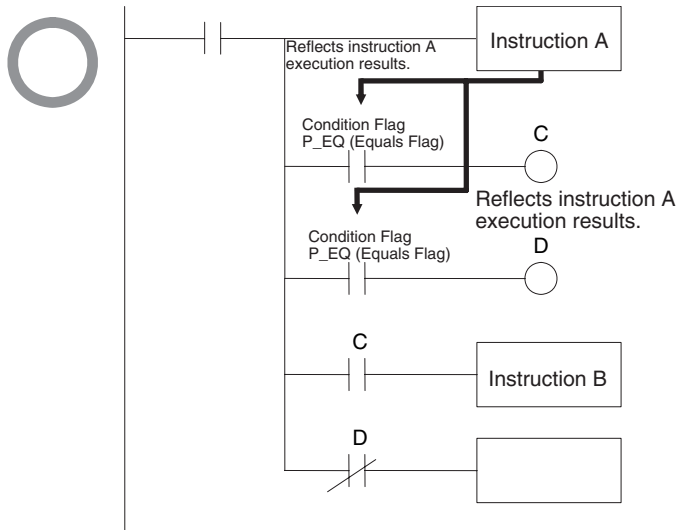 Instruction A
Reflects instruction A
execution results.
Condition Flag
P_EQ (Equals Flag)
C
Reflects instruction A
execution results.
Condition Flag
P_EQ (Equals Flag)
D
C
Instruction B
D